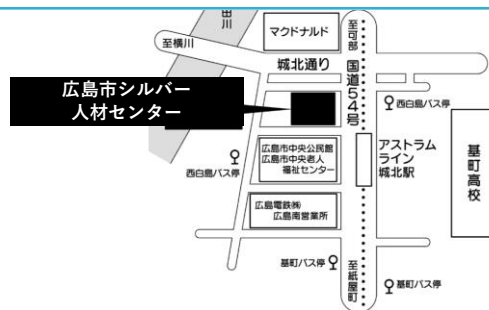 田川
マクドナルド
至可部
至横川
城北通り
国道54号
広島市シルバー
人材センター
西白島バス停
広島市中央公民館
広島市中央老人
福祉センター
アストラム
ライン
城北駅
基町高校
西白島バス停
広島電鉄㈱
広島南営業所
基町バス停
至紙屋町
基町バス停